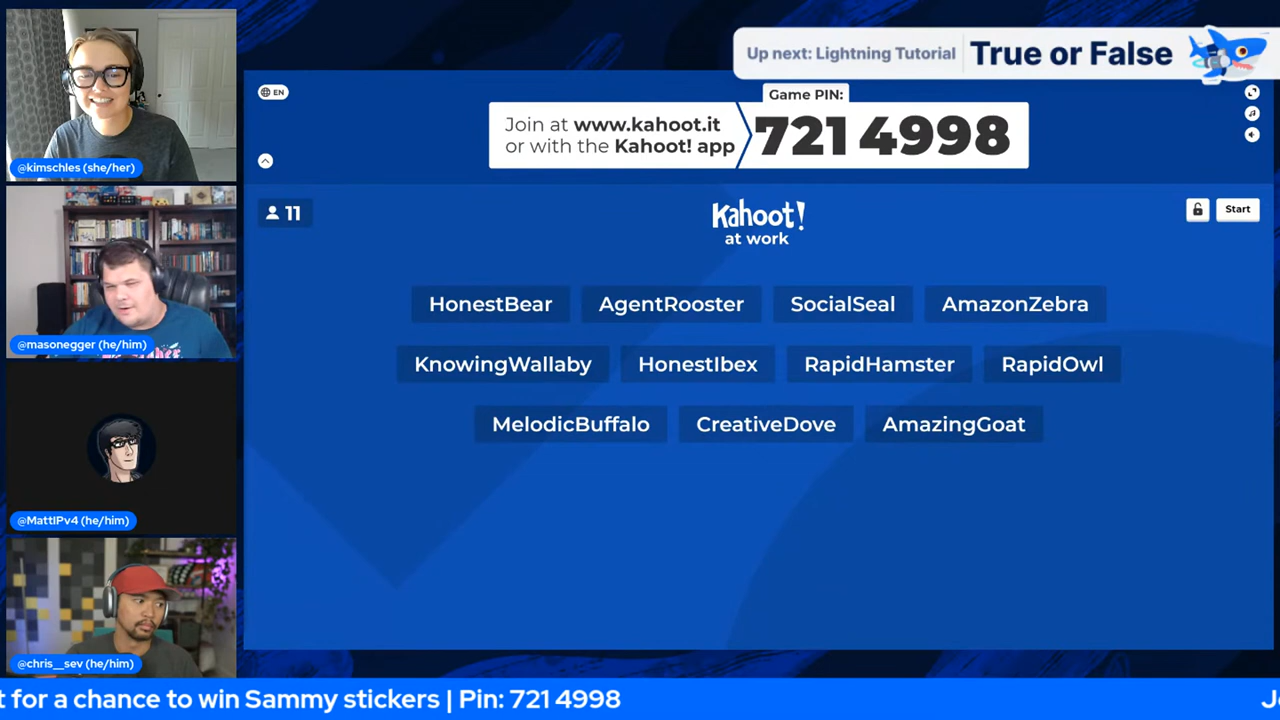 Up next: Lightning Tutorial
True or False
EN
Game PIN:
Join at www.kahoot.it
or with the Kahoot! app
721 4998
11
Kahoot!
at work
Start
HonestBear
AgentRooster
SocialSeal
AmazonZebra
KnowingWallaby
HonestIbex
RapidHamster
RapidOwl
MelodicBuffalo
CreativeDove
AmazingGoat
@kimschles (she/her)
@masonegger (he/him)
@MattIPv4 (he/him)
@chris__sev (he/him)
t for a chance to win Sammy stickers | Pin: 721 4998